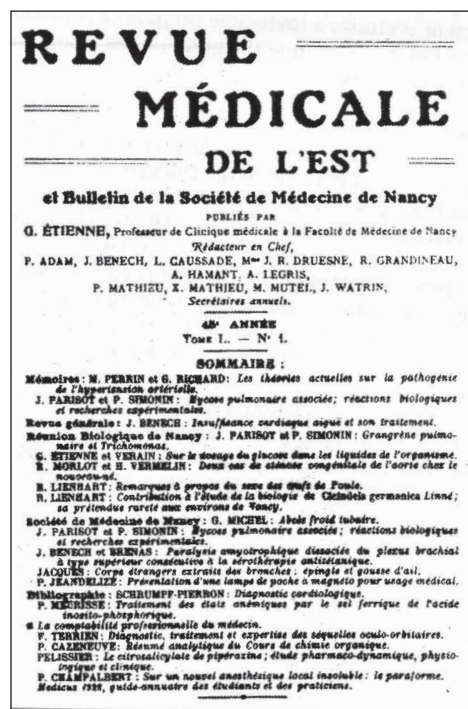 REVUE
MÉDICALE
DE L'EST
et Bulletin de la Société de Médecine de Nancy
PUBLIÉS PAR
G. ÉTIENNE, Professeur de Clinique médicale à la Faculté de Médecine de Nancy
Rédacteur en Chef,
P. ADAM, J. BENECH, L. CAUSSADE, Mme J. R. DRUESNE, R. GRANDINEAU,
A. HAMANT, A. LEGRIS,
P. MATHIEU, X. MATHIEU, M. MUTEL, J. WATRIN,
Secrétaires annuels.
48e ANNÉE
TOME L. — N° 1.
SOMMAIRE :
Mémoires : M. PERRIN et G. RICHARD : Les théories actuelles sur la pathogénie
de l'hypertension artérielle.
J. PARISOT et P. SIMONIN : Mycose pulmonaire associée ; réactions biologiques
et recherches expérimentales.
Revue générale : J. BENECH : Insuffisance cardiaque aiguë et son traitement.
Réunion Biologique de Nancy : J. PARISOT et P. SIMONIN : Grangrène pulmo-
naire et Trichomonas.
G. ÉTIENNE et VERAIN : Sur le dosage du glucose dans les liquides de l'organisme.
R. MORLOT et H. VERMELIN : Deux cas de sténose congénitale de l'aorte chez le
nouveau-né.
R. LIENHART : Remarques à propos du sexe des œufs de Poule.
R. LIENHART : Contribution à l'étude de la biologie de Cicindela germanica Linné ;
sa prétendue rareté aux environs de Nancy.
Société de Médecine de Nancy : G. MICHEL : Abcès froid tubaire.
J. PARISOT et P. SIMONIN : Mycose pulmonaire associée ; réactions biologiques
et recherches expérimentales.
J. BENECH et BRENAS : Paralysie amyotrophique dissociée du plexus brachial
à type supérieur consécutive à la sérothérapie antitétanique.
JACQUES : Corps étrangers extraits des bronches : épingle et gousse d'ail.
P. JEANDELIZE : Présentation d'une lampe de poche à magnéto pour usage médical.
Bibliographie : SCHRUMPF-PIERRON : Diagnostic cardiologique.
P. MEURISSE : Traitement des états anémiques par le sel ferrique de l'acide
inosito-phosphorique.
La comptabilité professionnelle du médecin.
F. TERRIEN : Diagnostic, traitement et expertise des séquelles oculo-orbitaires.
P. CAZENEUVE : Résumé analytique du Cours de chimie organique.
PELISSIER : Le citrosalicylate de pipérazine ; étude pharmaco-dynamique, physio-
logique et clinique.
P. CHAMPALBERT : Sur un nouvel anesthésique local insoluble : la paraforme.
Medicus 1922, guide-annuaire des étudiants et des praticiens.